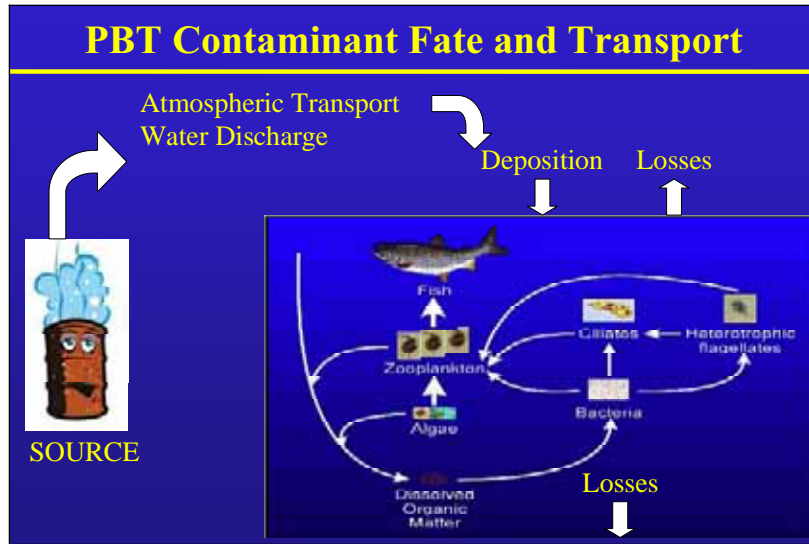 PBT Contaminant Fate and Transport
Atmospheric Transport
Water Discharge
Deposition Losses
SOURCE
Fish
Zooplankton
Algae
Dissolved
Organic
Matter
Ciliates
Heterotrophic
flagellates
Bacteria
Losses